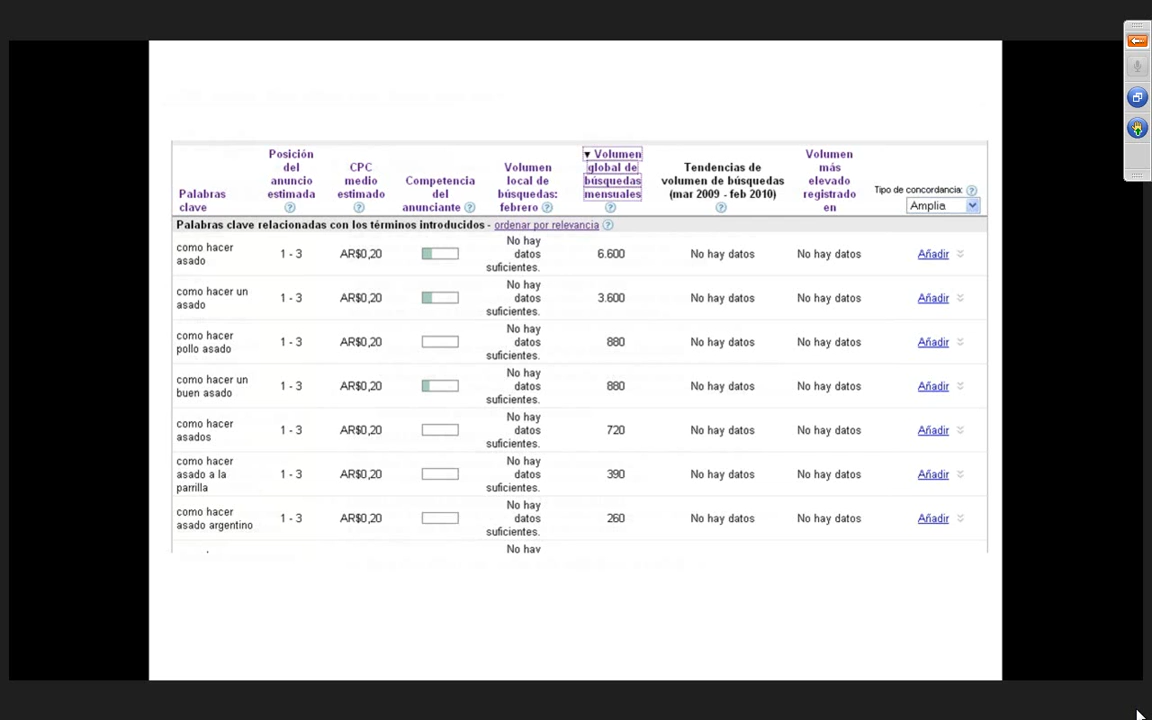 Palabras clave
Posición del anuncio estimada ?
CPC medio estimado ?
Competencia del anunciante ?
Volumen local de búsquedas: febrero ?
▼ Volumen global de búsquedas mensuales ?
Tendencias de volumen de búsquedas (mar 2009 - feb 2010) ?
Volumen más elevado registrado en ?
Tipo de concordancia: ?
Amplia
Palabras clave relacionadas con los términos introducidos - ordenar por relevancia ?
como hacer asado 1 - 3 AR$0,20 No hay datos suficientes. 6.600 No hay datos No hay datos Añadir
como hacer un asado 1 - 3 AR$0,20 No hay datos suficientes. 3.600 No hay datos No hay datos Añadir
como hacer pollo asado 1 - 3 AR$0,20 No hay datos suficientes. 880 No hay datos No hay datos Añadir
como hacer un buen asado 1 - 3 AR$0,20 No hay datos suficientes. 880 No hay datos No hay datos Añadir
como hacer asados 1 - 3 AR$0,20 No hay datos suficientes. 720 No hay datos No hay datos Añadir
como hacer asado a la parrilla 1 - 3 AR$0,20 No hay datos suficientes. 390 No hay datos No hay datos Añadir
como hacer asado argentino 1 - 3 AR$0,20 No hay datos suficientes. 260 No hay datos No hay datos Añadir
No hay